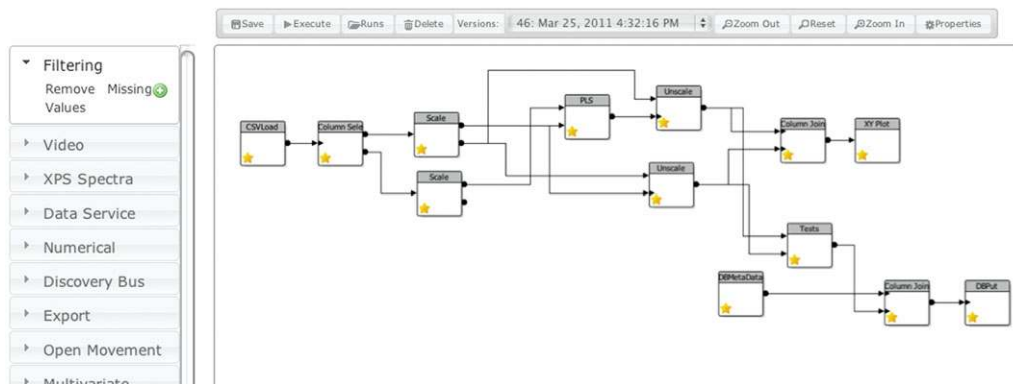 Save Execute Runs Delete Versions: 46: Mar 25, 2011 4:32:16 PM Zoom Out Reset Zoom In Properties
Filtering
Remove Missing
Values
Video
XPS Spectra
Data Service
Numerical
Discovery Bus
Export
Open Movement
Multivariate
CSVLoad
Column Sele
Scale
Scale
PLS
Unscale
Unscale
Column Join
XY Plot
Tests
DBMetaData
Column Join
DBPut